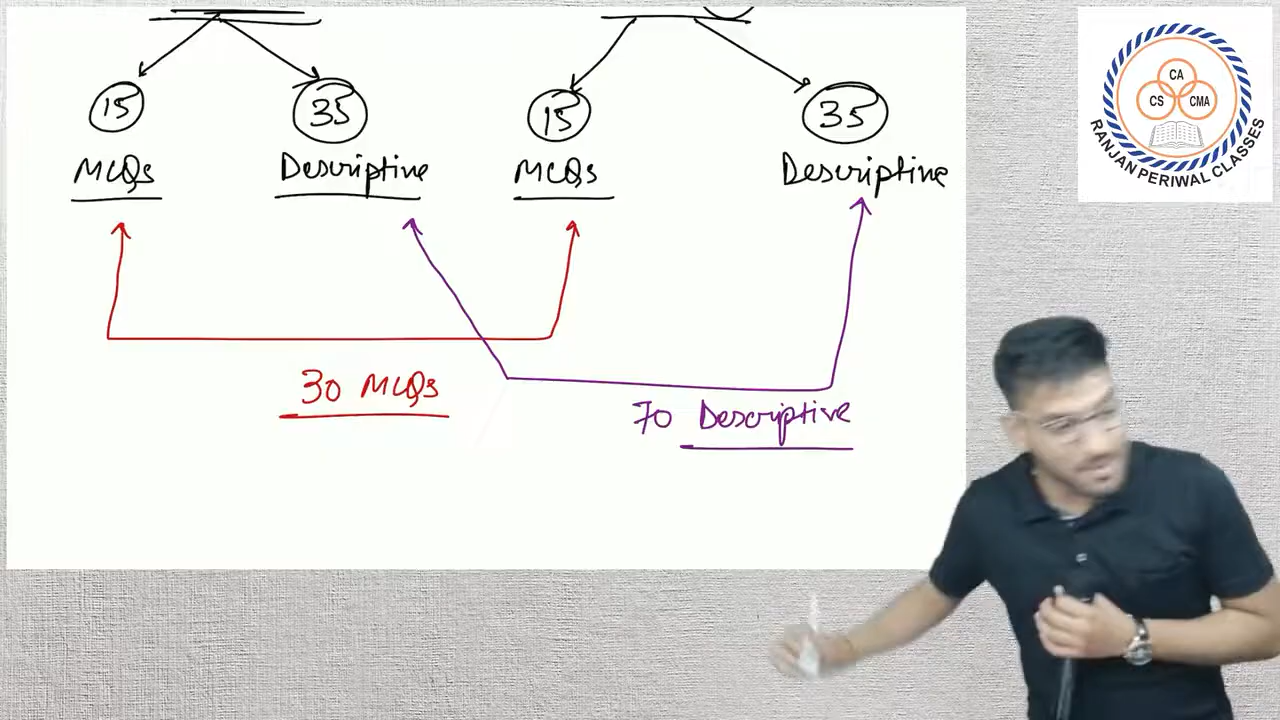 15 35 15 35
MCQs Descriptive MCQs Descriptive
30 MCQs
70 Descriptive
CA
CS CMA
RANJAN PERIWAL CLASSES